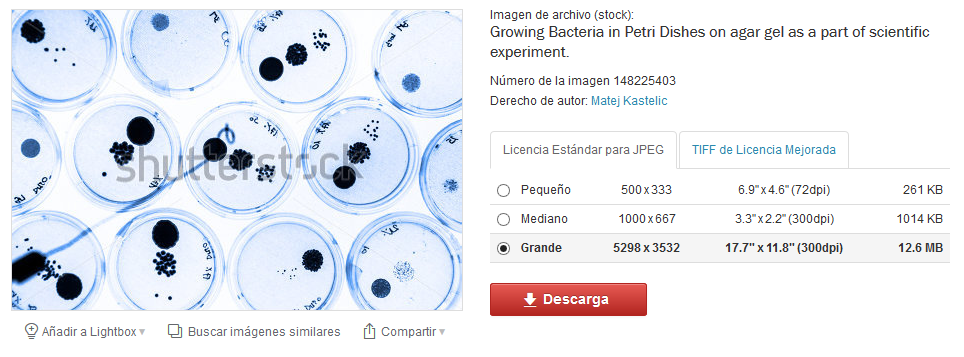 Imagen de archivo (stock):
Growing Bacteria in Petri Dishes on agar gel as a part of scientific
experiment.
Número de la imagen 148225403
Derecho de autor: Matej Kastelic
Licencia Estándar para JPEG TIFF de Licencia Mejorada
Pequeño 500 x 333 6.9" x 4.6" (72dpi) 261 KB
Mediano 1000 x 667 3.3" x 2.2" (300dpi) 1014 KB
Grande 5298 x 3532 17.7" x 11.8" (300dpi) 12.6 MB
Descarga
shutterstock
Añadir a Lightbox Buscar imágenes similares Compartir